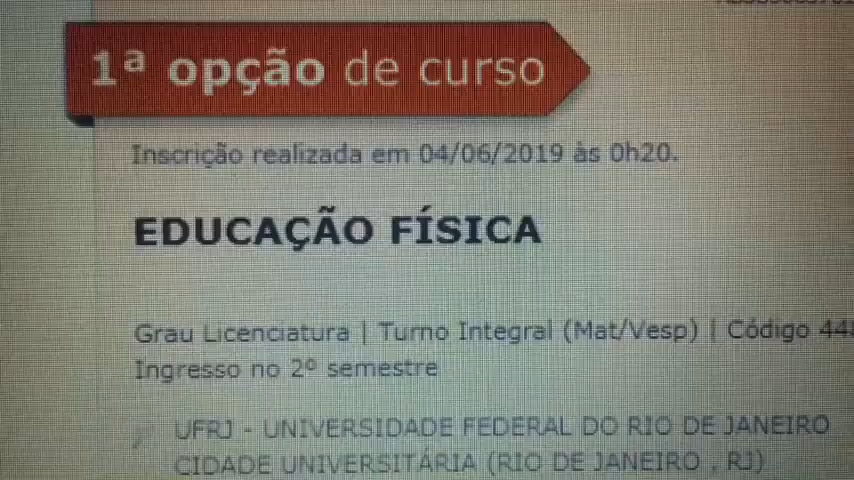 1ª opção de curso
Inscrição realizada em 04/06/2019 às 0h20.
EDUCAÇÃO FÍSICA
Grau Licenciatura | Turno Integral (Mat/Vesp) | Código 44
Ingresso no 2º semestre
UFRJ - UNIVERSIDADE FEDERAL DO RIO DE JANEIRO
CIDADE UNIVERSITÁRIA (RIO DE JANEIRO , RJ)